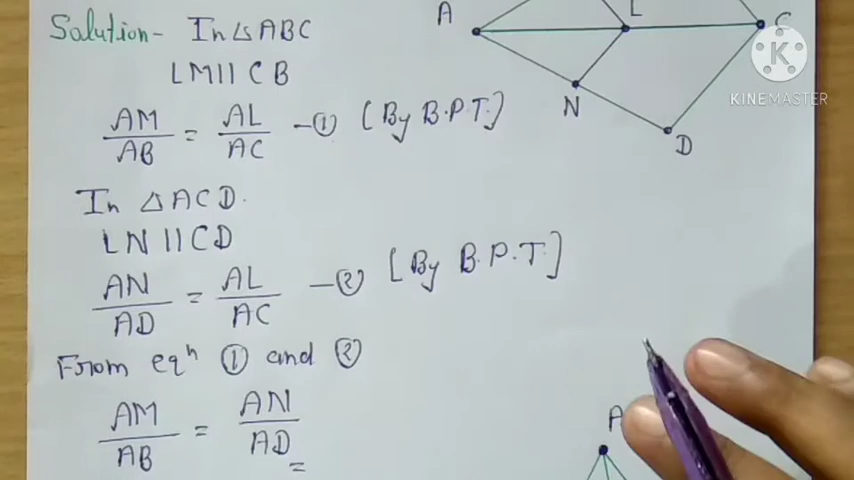 Solution- In △ABC
LM || CB
AM/AB = AL/AC -① [By B.P.T.]
In △ACD.
LN || CD
AN/AD = AL/AC -② [By B.P.T.]
From eqⁿ ① and ②
AM/AB = AN/AD
A
L
C
N
D
A
K
KINEMASTER